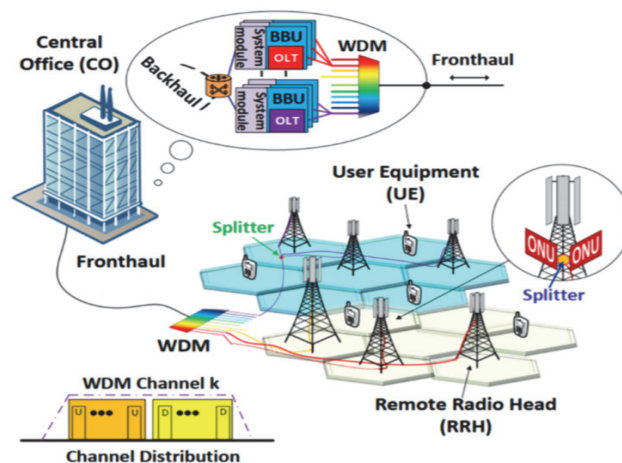 Central
Office (CO)
Backhaul
System
module
BBU
OLT
System
module
BBU
OLT
WDM
Fronthaul
User Equipment
(UE)
Splitter
ONU
ONU
Splitter
Fronthaul
WDM
Remote Radio Head
(RRH)
WDM Channel k
U
U
D
D
Channel Distribution